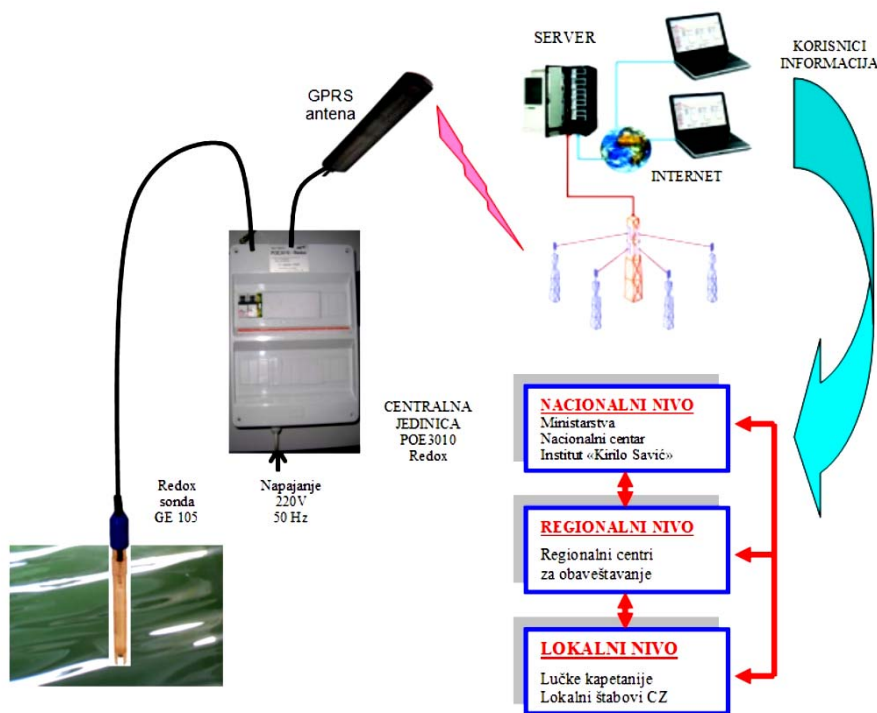 GPRS
antena
SERVER
KORISNICI
INFORMACIJA
INTERNET
POE3010 - Redox
CENTRALNA
JEDINICA
POE3010
Redox
Redox
sonda
GE 105
Napajanje
220V
50 Hz
NACIONALNI NIVO
Ministarstva
Nacionalni centar
Institut «Kirilo Savić»
REGIONALNI NIVO
Regionalni centri
za obaveštavanje
LOKALNI NIVO
Lučke kapetanije
Lokalni štabovi CZ